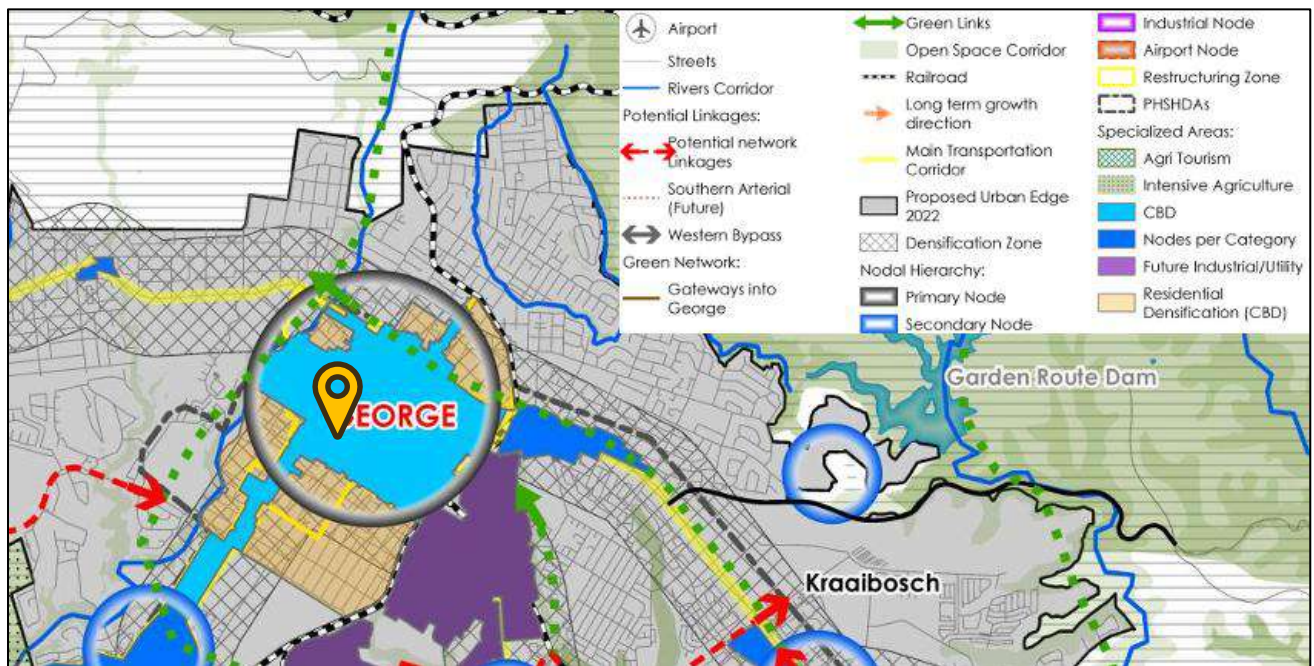 Airport
Streets
Rivers Corridor
Potential Linkages:
Potential network
Linkages
Southern Arterial
(Future)
Western Bypass
Green Network:
Gateways into
George
Green Links
Open Space Corridor
Railroad
Long term growth
direction
Main Transportation
Corridor
Proposed Urban Edge
2022
Densification Zone
Nodal Hierarchy:
Primary Node
Secondary Node
Industrial Node
Airport Node
Restructuring Zone
PHSHDAs
Specialized Areas:
Agri Tourism
Intensive Agriculture
CBD
Nodes per Category
Future Industrial/Utility
Residential
Densification (CBD)
Garden Route Dam
EORGE
Kraaibosch